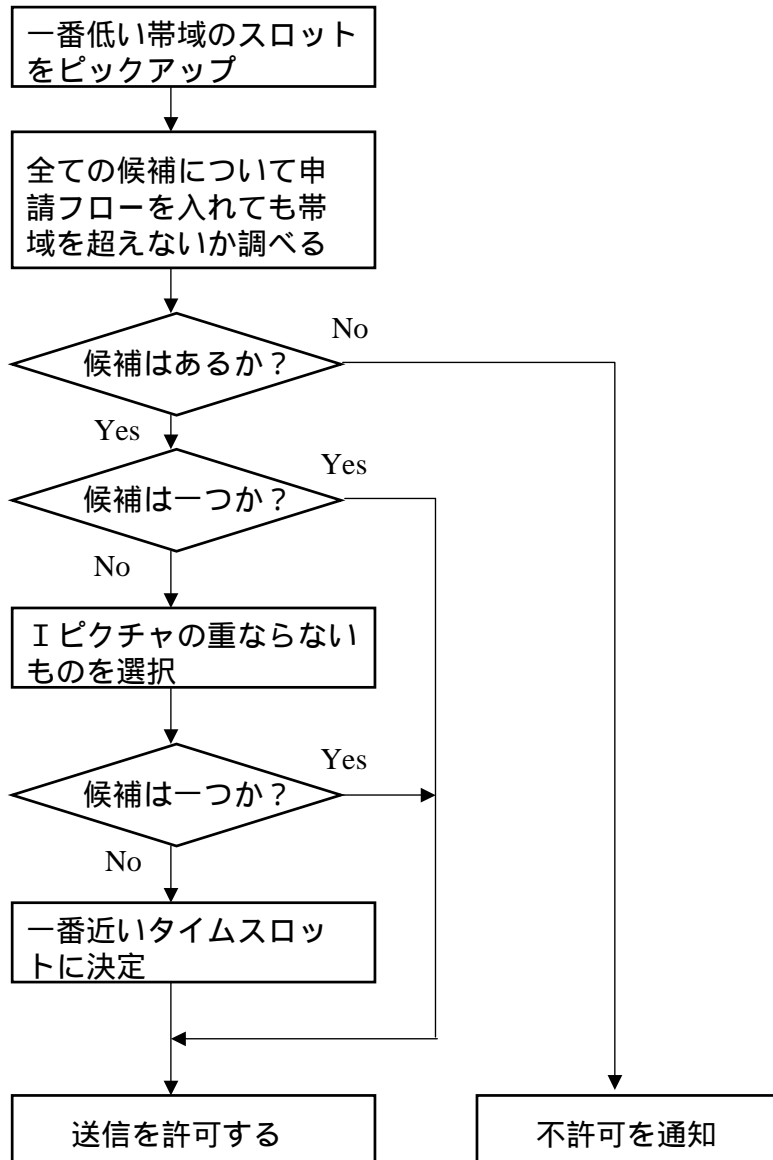 一番低い帯域のスロット
をピックアップ
全ての候補について申
請フローを入れても帯
域を超えないか調べる
No
候補はあるか？
Yes
Yes
候補は一つか？
No
Ｉピクチャの重ならない
ものを選択
Yes
候補は一つか？
No
一番近いタイムスロッ
トに決定
送信を許可する
不許可を通知